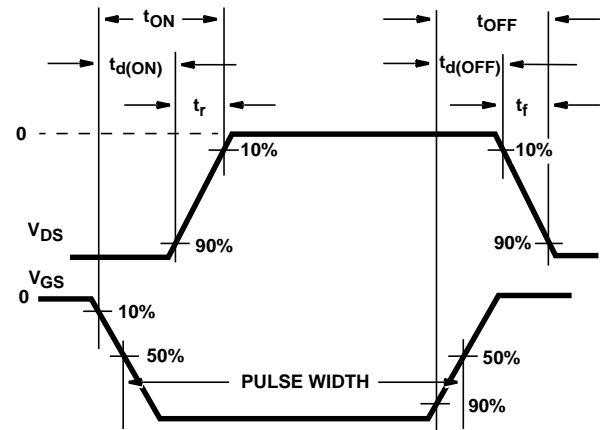 tON
tOFF
td(ON)
td(OFF)
tr
tf
0
10%
10%
VDS
90%
90%
VGS
0
10%
50%
50%
PULSE WIDTH
90%